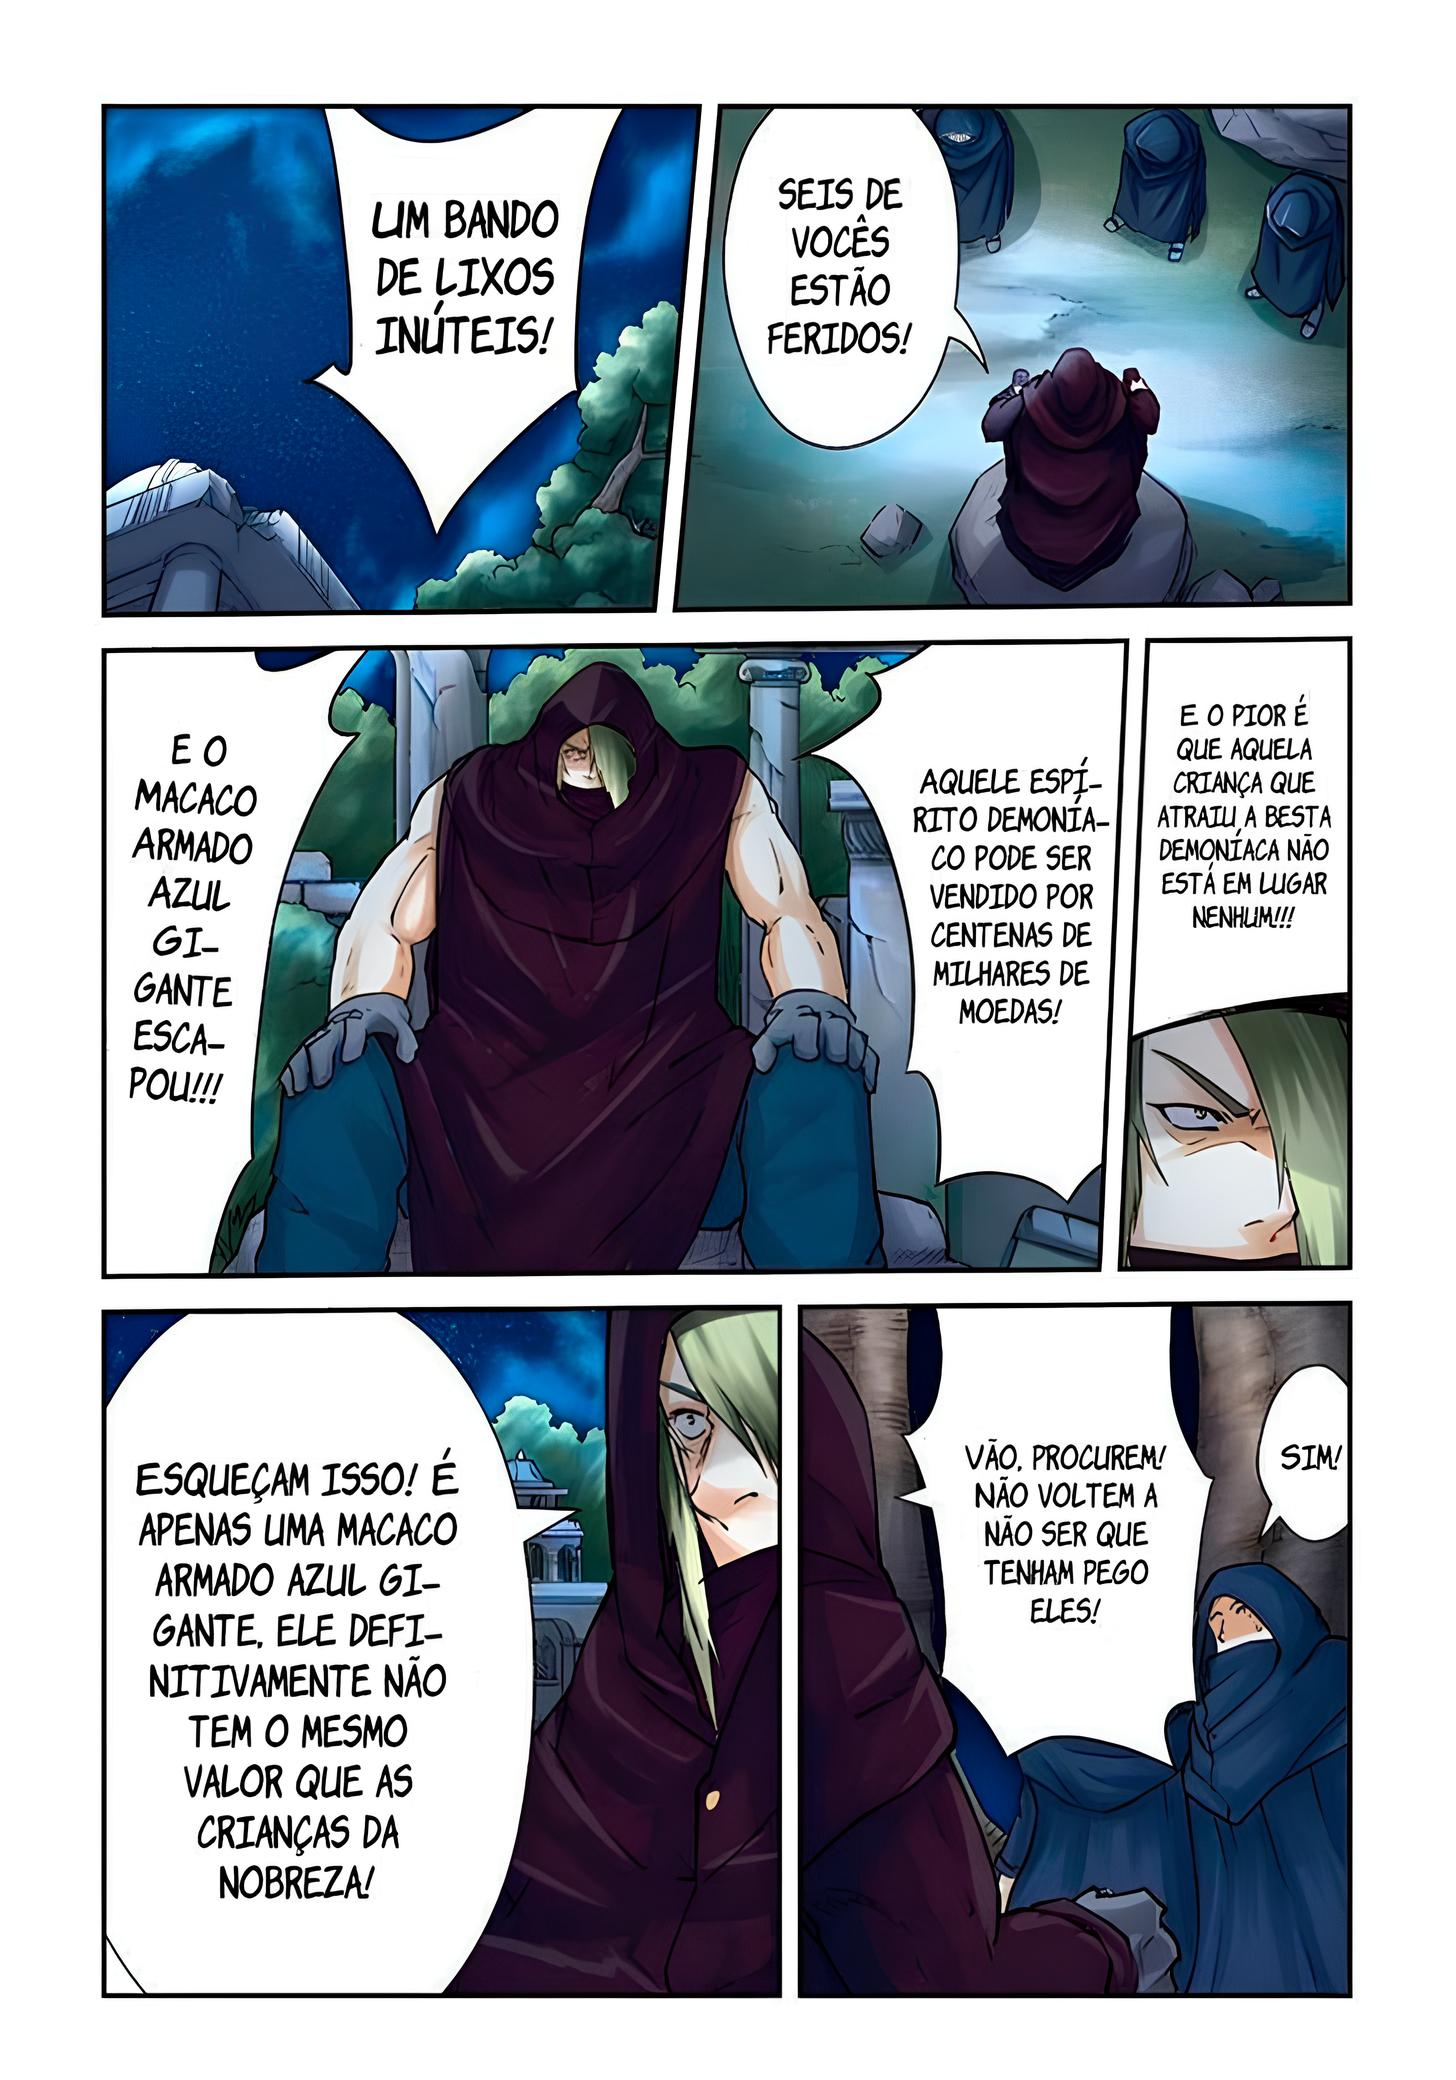 UM BANDO
DE LIXOS
INÚTEIS!
SEIS DE
VOCÊS
ESTÃO
FERIDOS!
E O
MACACO
ARMADO
AZUL
GI-
GANTE
ESCA-
POU!!!
AQUELE ESPÍ-
RITO DEMONÍA-
CO PODE SER
VENDIDO POR
CENTENAS DE
MILHARES DE
MOEDAS!
E O PIOR É
QUE AQUELA
CRIANÇA QUE
ATRAIU A BESTA
DEMONÍACA NÃO
ESTÁ EM LUGAR
NENHUM!!!
ESQUEÇAM ISSO! É
APENAS UMA MACACO
ARMADO AZUL GI-
GANTE, ELE DEFI-
NITIVAMENTE NÃO
TEM O MESMO
VALOR QUE AS
CRIANÇAS DA
NOBREZA!
VÃO, PROCUREM!
NÃO VOLTEM A
NÃO SER QUE
TENHAM PEGO
ELES!
SIM!